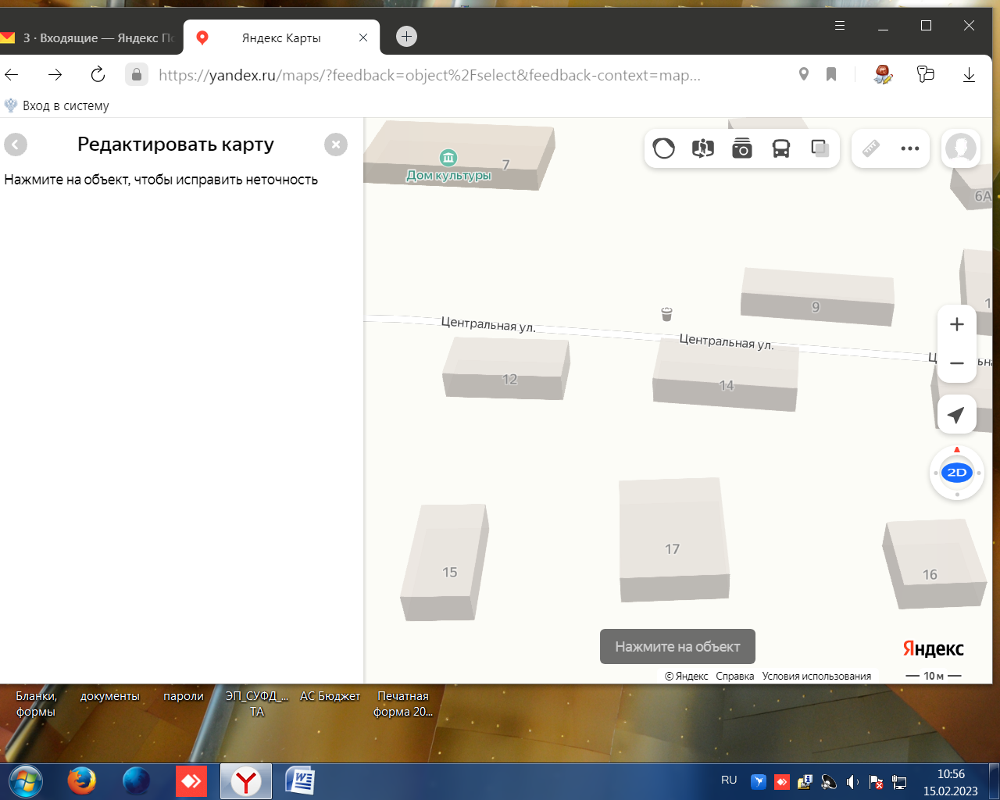 3 · Входящие — Яндекс По
Яндекс Карты
https://yandex.ru/maps/?feedback=object%2Fselect&feedback-context=map...
Вход в систему
Редактировать карту
Нажмите на объект, чтобы исправить неточность
7
Дом культуры
6А
9
1
Центральная ул.
Центральная ул.
12
14
2D
15
17
16
Нажмите на объект
Яндекс
© Яндекс Справка Условия использования
10 м
Бланки, формы
документы
пароли
ЭП_СУФД_... ТА
АС Бюджет
Печатная форма 20...
RU
10:56
15.02.2023